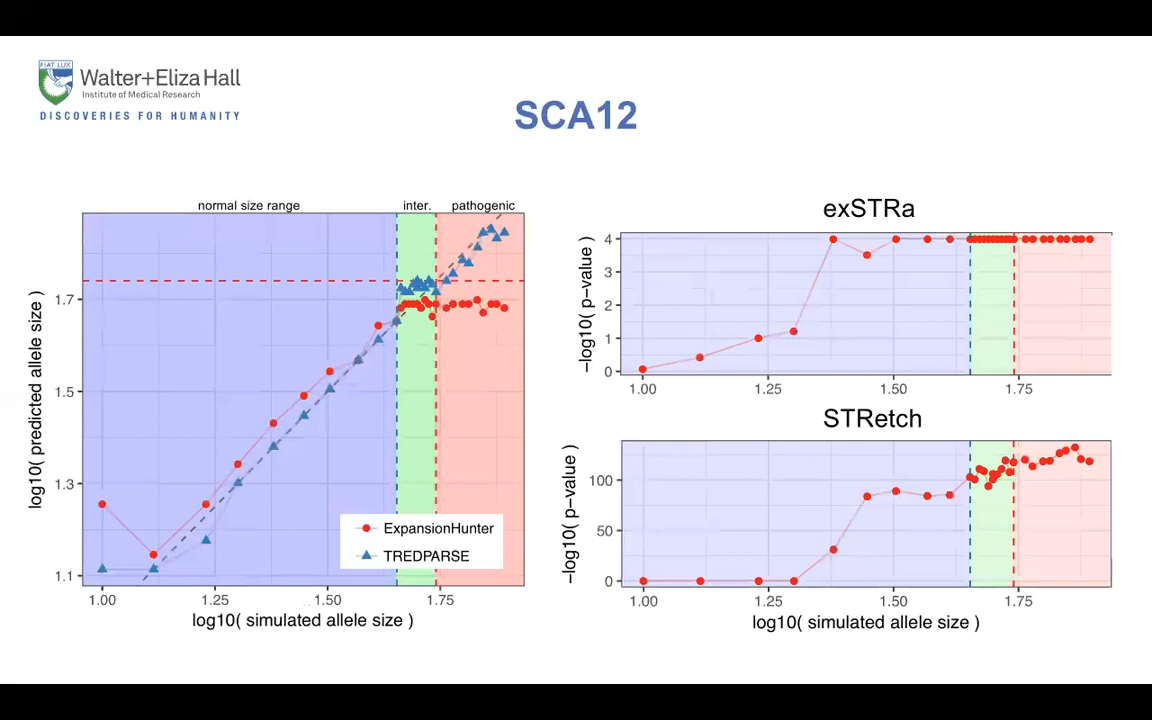 FIAT LUX
Walter+Eliza Hall
Institute of Medical Research
DISCOVERIES FOR HUMANITY
SCA12
normal size range inter. pathogenic
log10( predicted allele size )
1.7
1.5
1.3
1.1
1.00 1.25 1.50 1.75
log10( simulated allele size )
ExpansionHunter
TREDPARSE
exSTRa
−log10( p−value )
4
3
2
1
0
1.00 1.25 1.50 1.75
STRetch
−log10( p−value )
100
50
0
1.00 1.25 1.50 1.75
log10( simulated allele size )